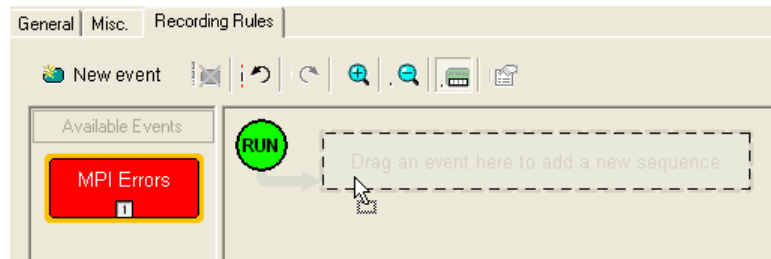 General Misc. Recording Rules
New event
Available Events
RUN
Drag an event here to add a new sequence
MPI Errors
1